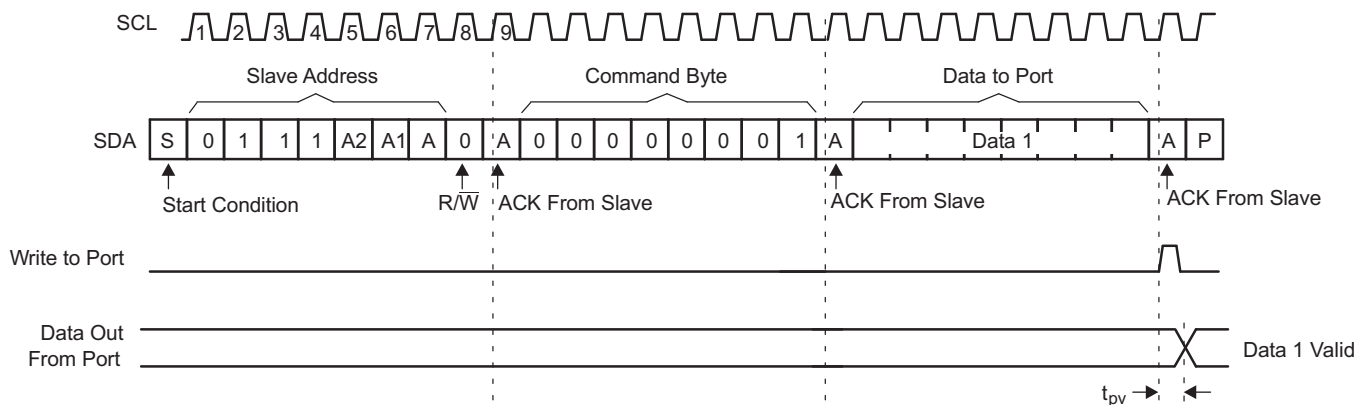 SCL 1 2 3 4 5 6 7 8 9
Slave Address Command Byte Data to Port
SDA S 0 1 1 1 A2 A1 A 0 A 0 0 0 0 0 0 0 1 A Data 1 A P
Start Condition R/W̅ ACK From Slave ACK From Slave ACK From Slave
Write to Port
Data Out
From Port
Data 1 Valid
tpv